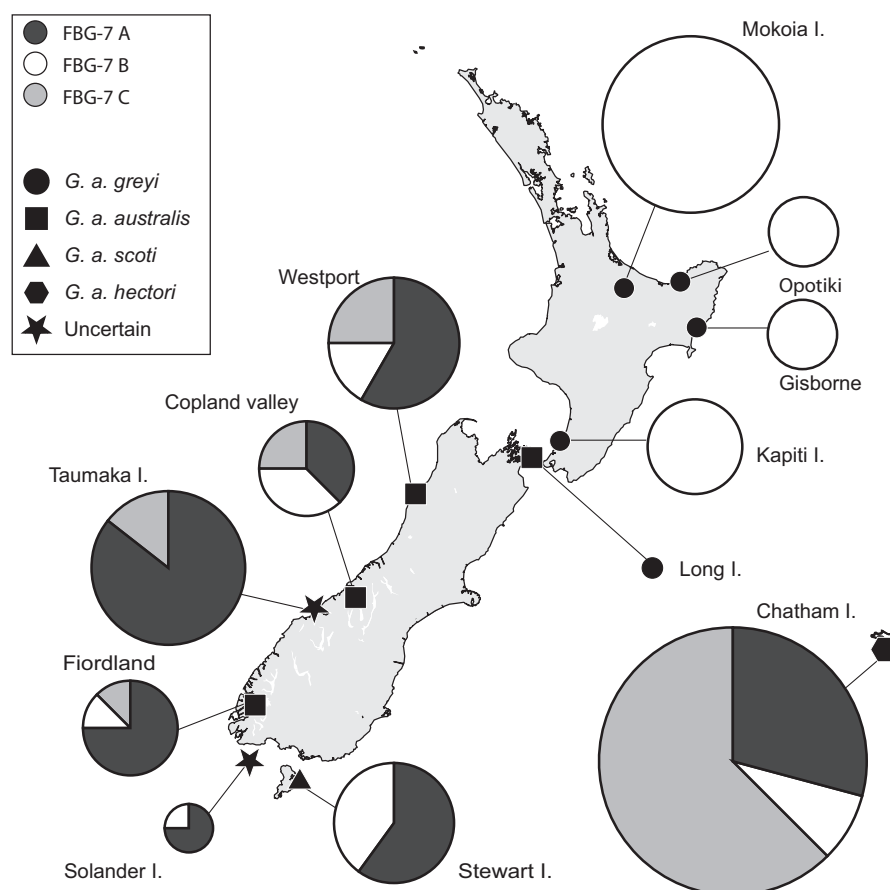 FBG-7 A
FBG-7 B
FBG-7 C
G. a. greyi
G. a. australis
G. a. scoti
G. a. hectori
Uncertain
Mokoia I.
Opotiki
Gisborne
Westport
Kapiti I.
Copland valley
Taumaka I.
Long I.
Chatham I.
Fiordland
Solander I.
Stewart I.